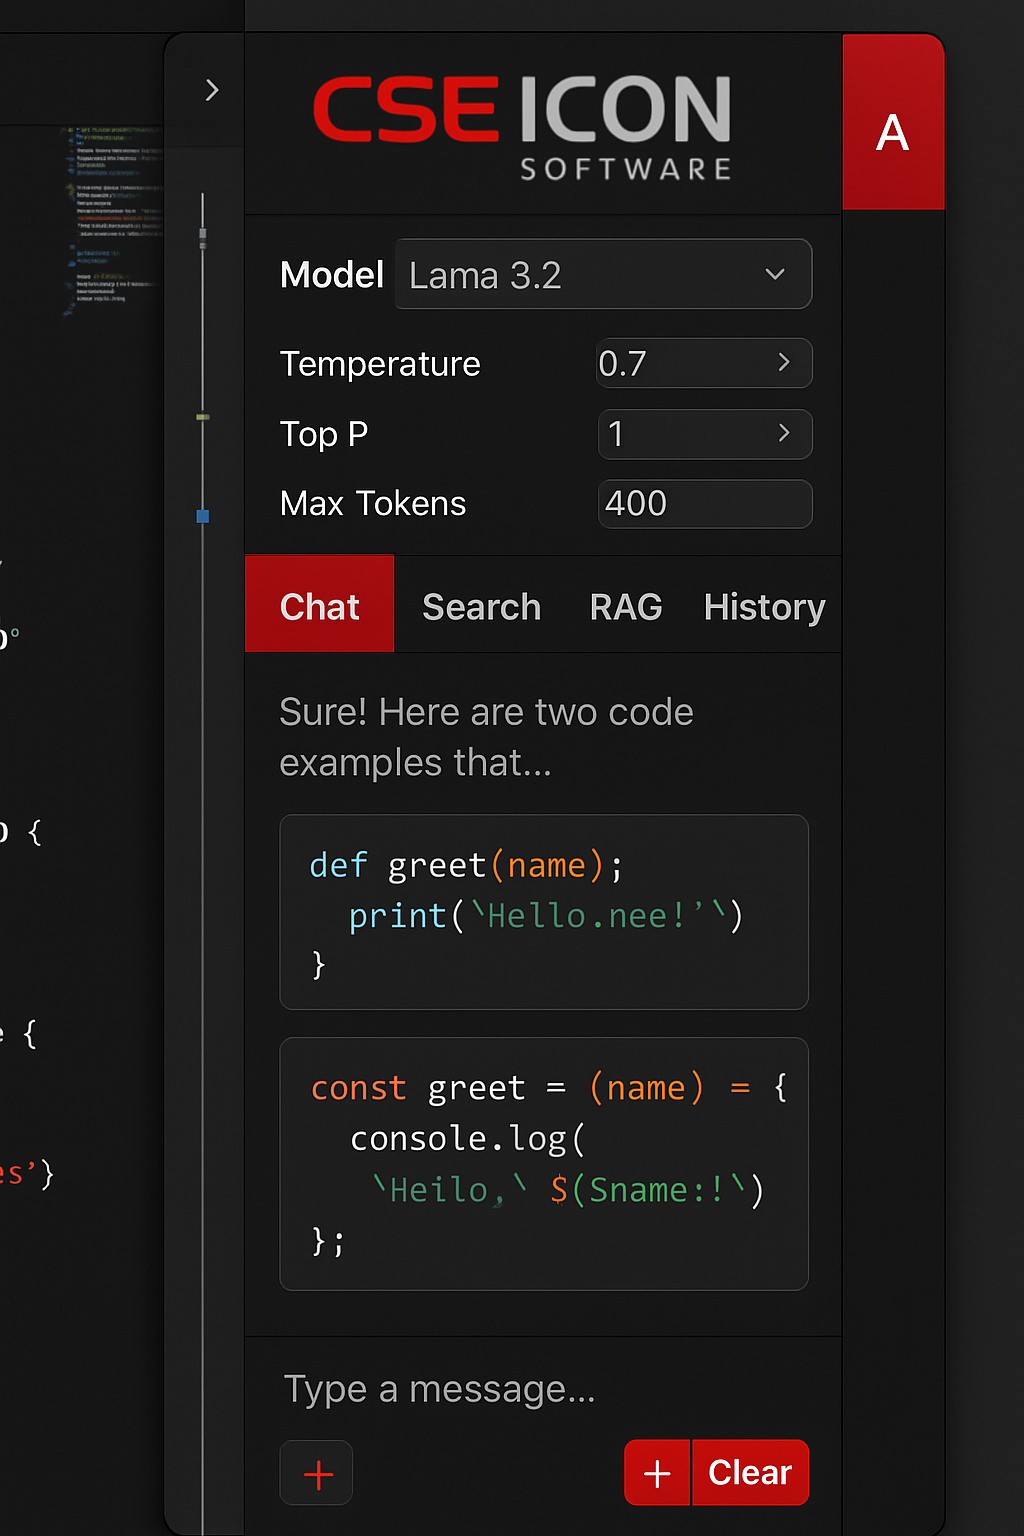 CSE ICON
SOFTWARE
A
Model Lama 3.2
Temperature 0.7
Top P 1
Max Tokens 400
Chat Search RAG History
Sure! Here are two code
examples that...
def greet(name);
print(`Hello.nee!’`)
}
const greet = (name) = {
console.log(
`Heilo,` $(Sname:!`)
};
Type a message...
+ + Clear
{
{
es’}